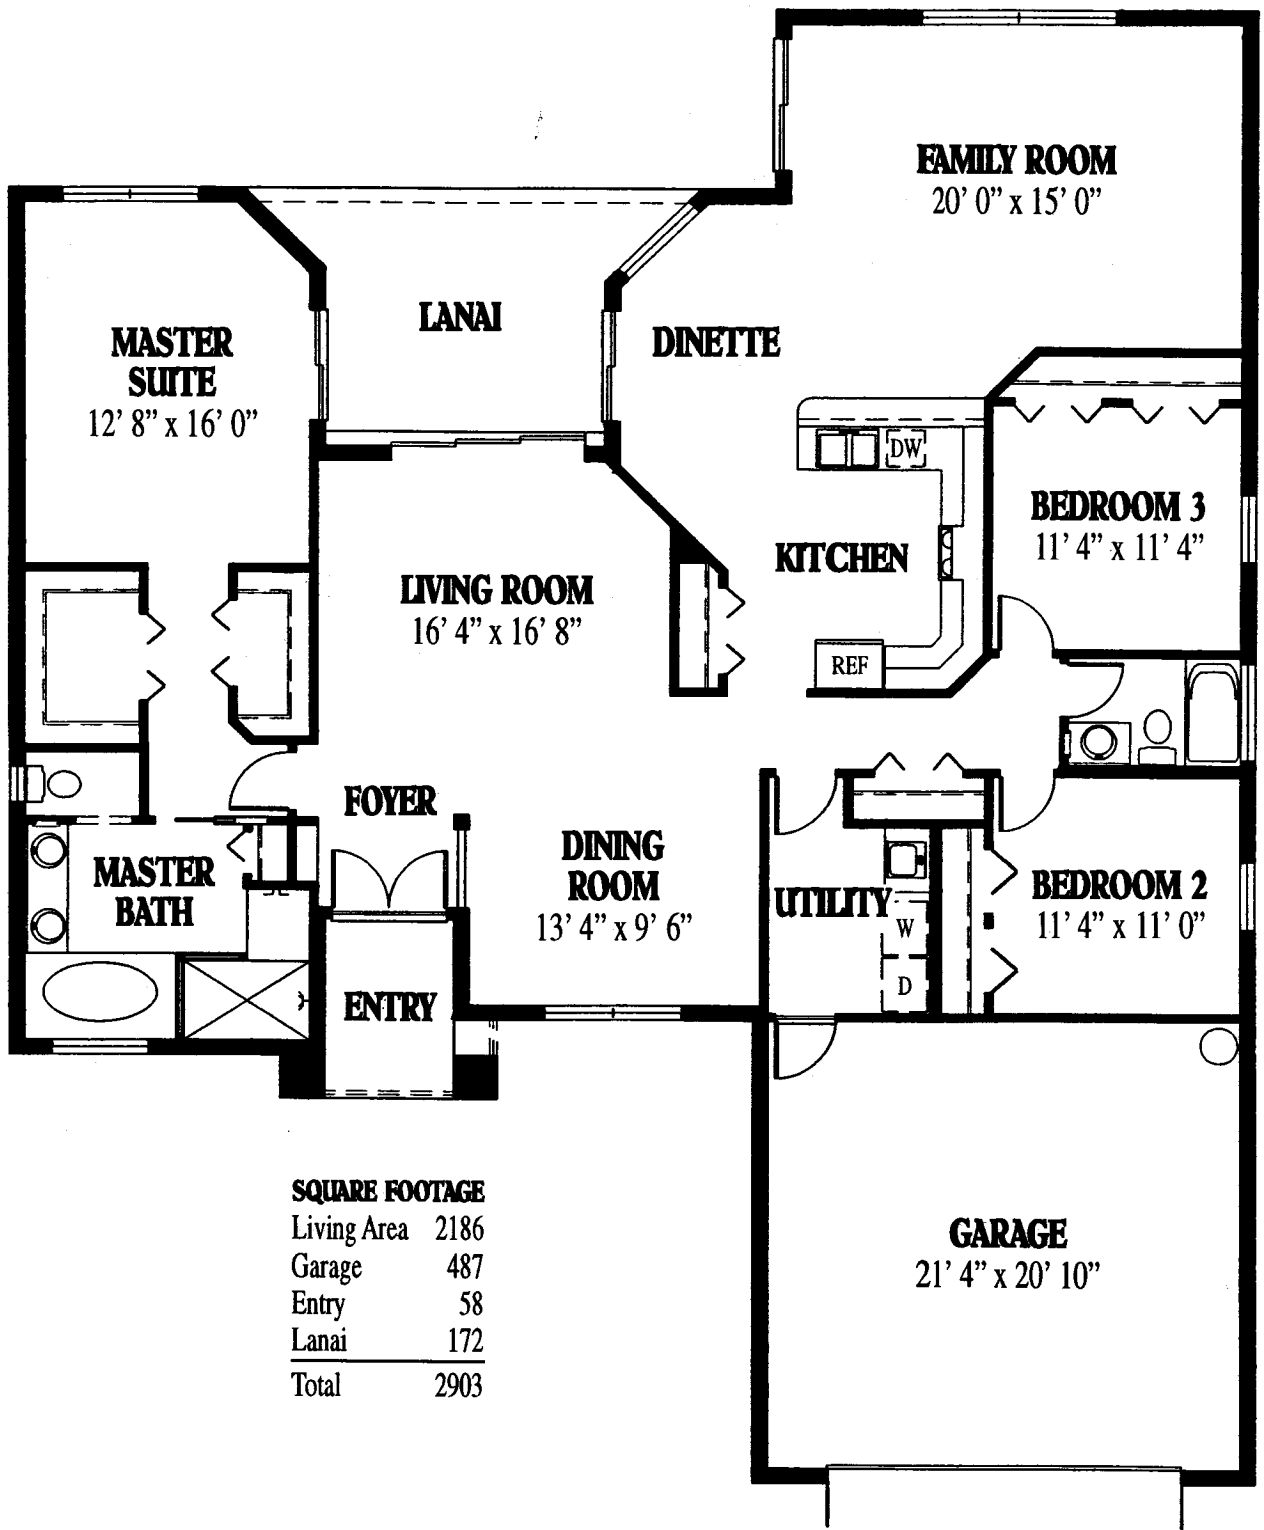 FAMILY ROOM
20' 0" x 15' 0"
LANAI
DINETTE
MASTER
SUITE
12' 8" x 16' 0"
DW
BEDROOM 3
11' 4" x 11' 4"
KITCHEN
LIVING ROOM
16' 4" x 16' 8"
REF
FOYER
DINING
ROOM
13' 4" x 9' 6"
MASTER
BATH
UTILITY
W
D
BEDROOM 2
11' 4" x 11' 0"
ENTRY
SQUARE FOOTAGE
Living Area 2186
Garage 487
Entry 58
Lanai 172
Total 2903
GARAGE
21' 4" x 20' 10"